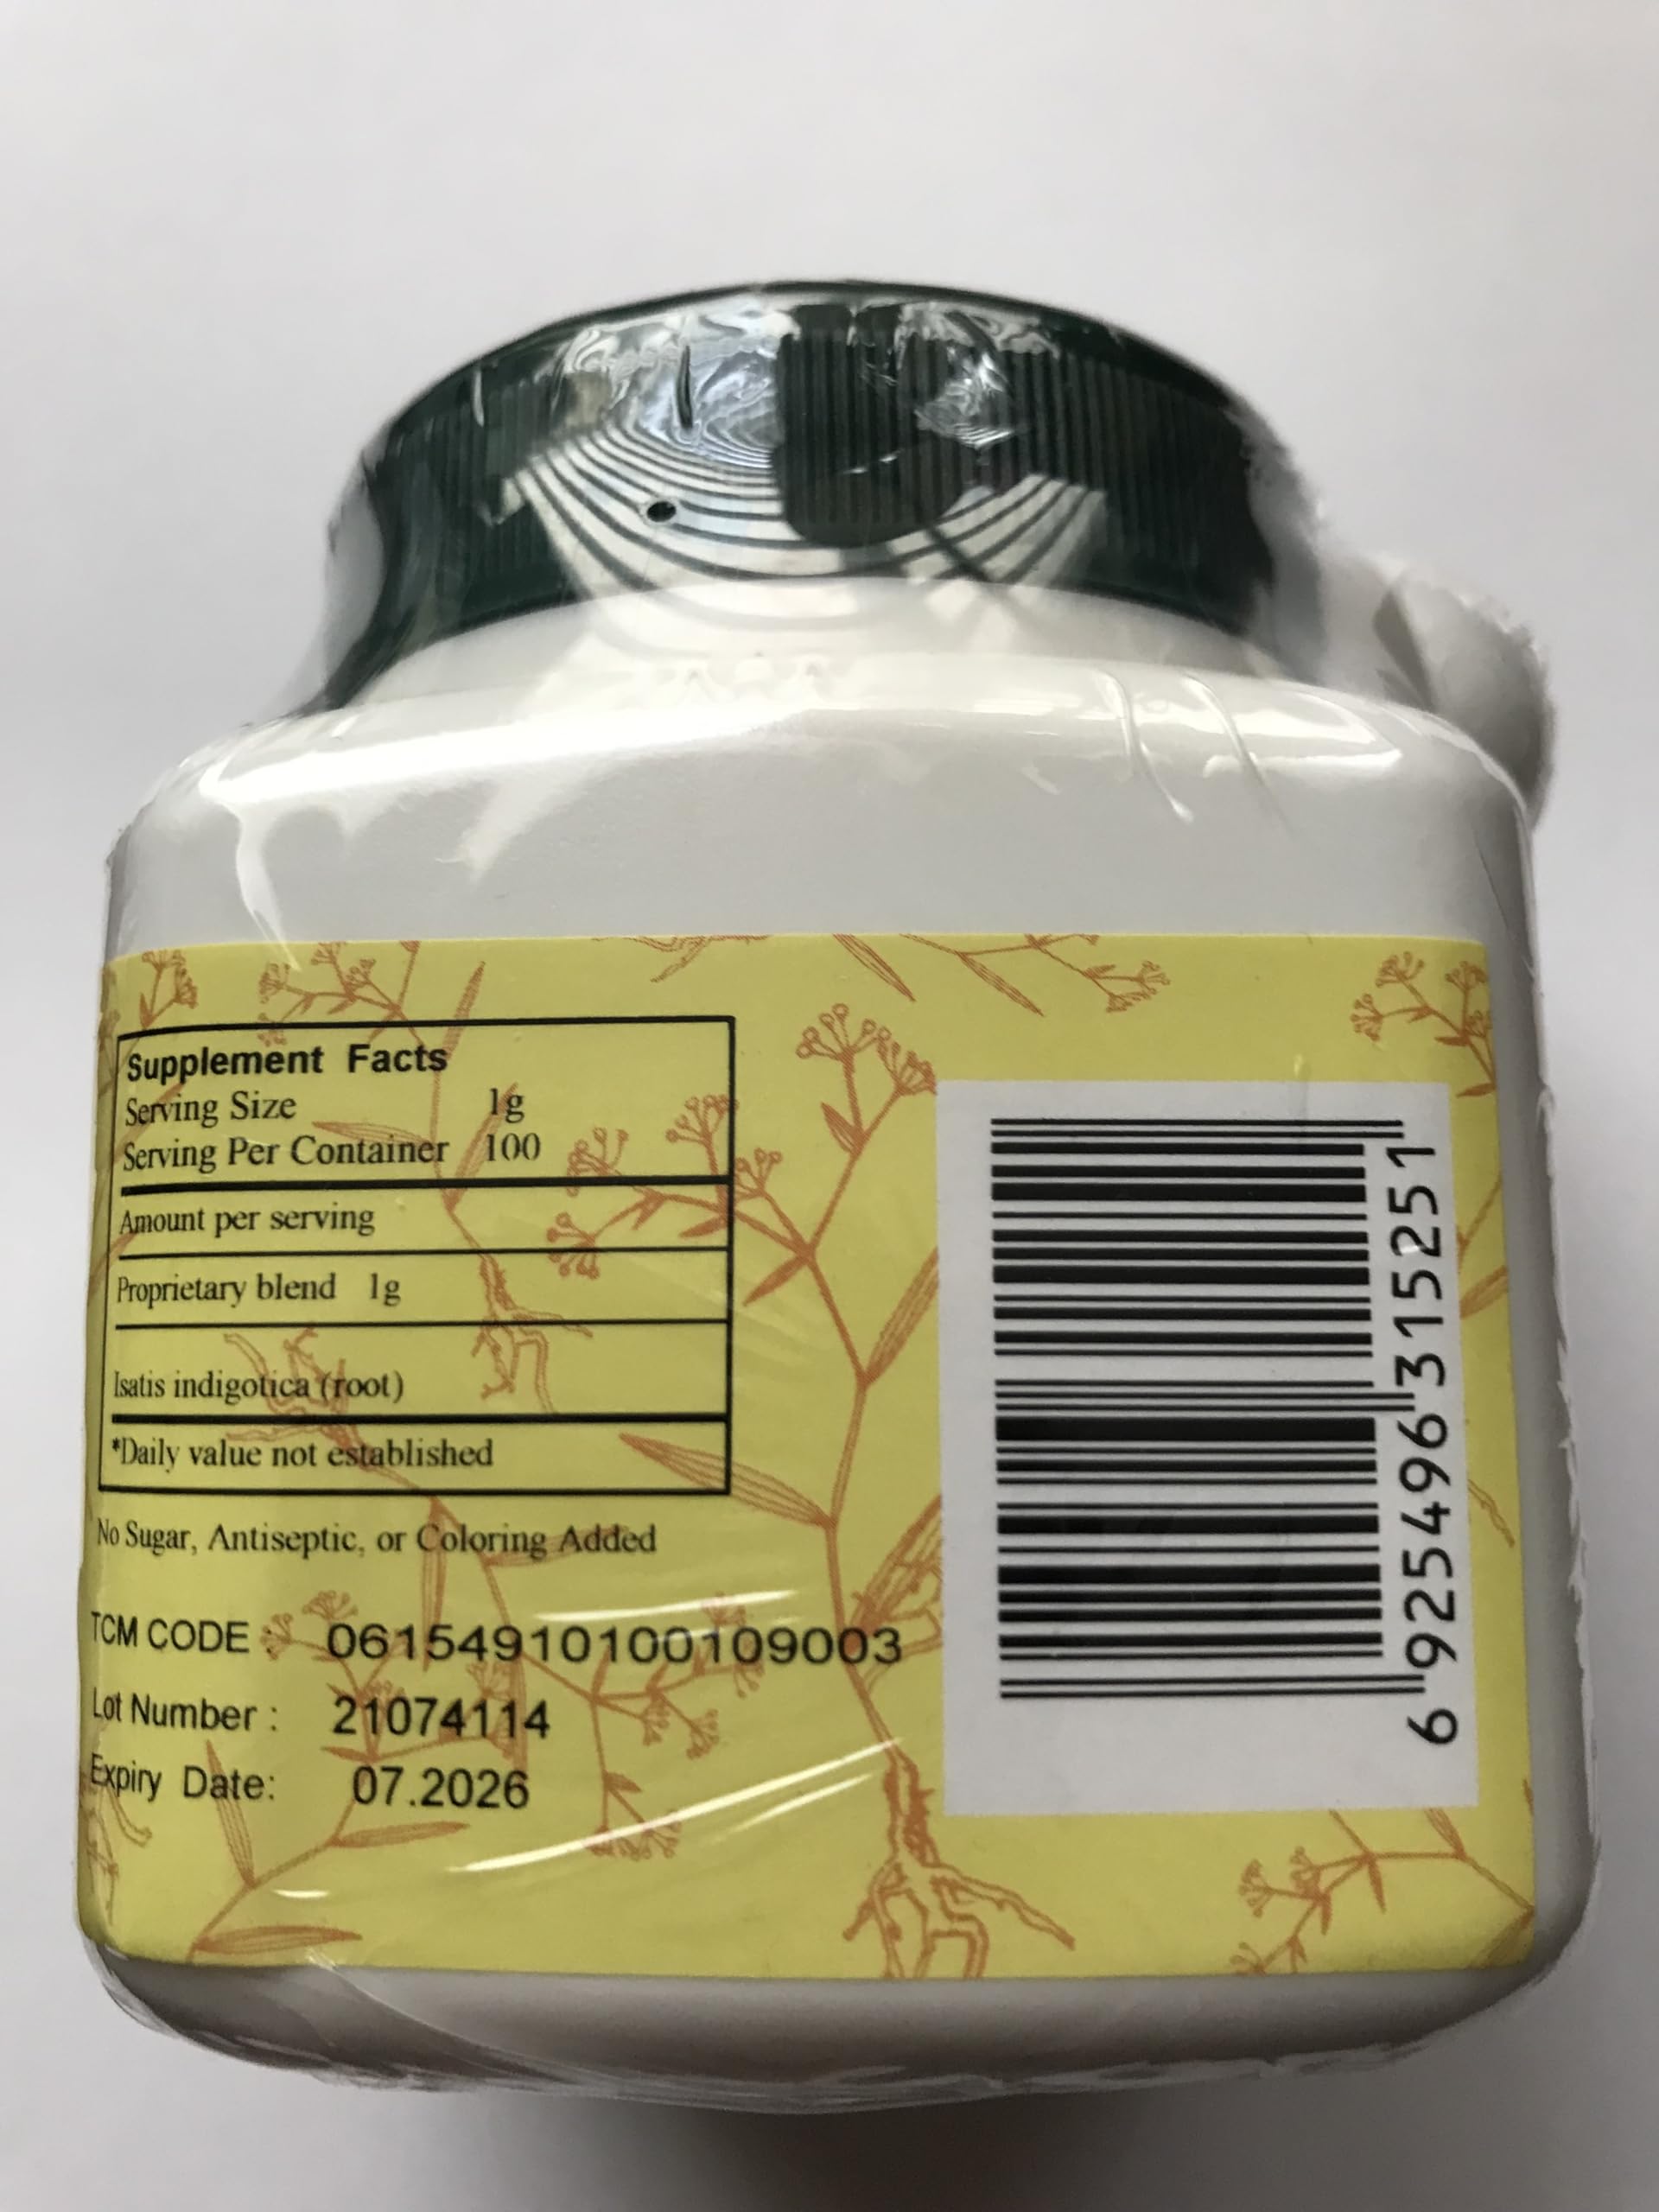 Supplement Facts
Serving Size 1g
Serving Per Container 100
Amount per serving
Proprietary blend 1g
Isatis indigotica (root)
*Daily value not established
No Sugar, Antiseptic, or Coloring Added
TCM CODE : 06154910100109003
Lot Number : 21074114
Expiry Date: 07.2026
6 925496 315251